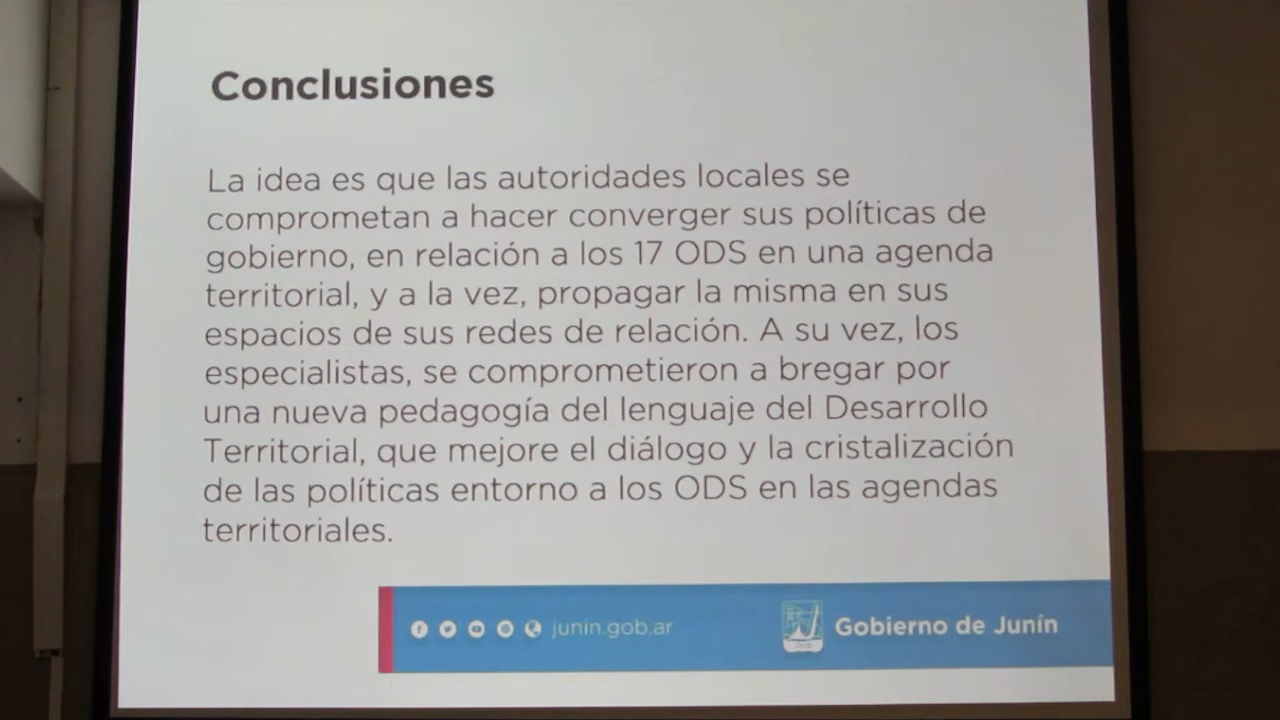 Conclusiones
La idea es que las autoridades locales se
comprometan a hacer converger sus políticas de
gobierno, en relación a los 17 ODS en una agenda
territorial, y a la vez, propagar la misma en sus
espacios de sus redes de relación. A su vez, los
especialistas, se comprometieron a bregar por
una nueva pedagogía del lenguaje del Desarrollo
Territorial, que mejore el diálogo y la cristalización
de las políticas entorno a los ODS en las agendas
territoriales.
junin.gob.ar
Gobierno de Junín